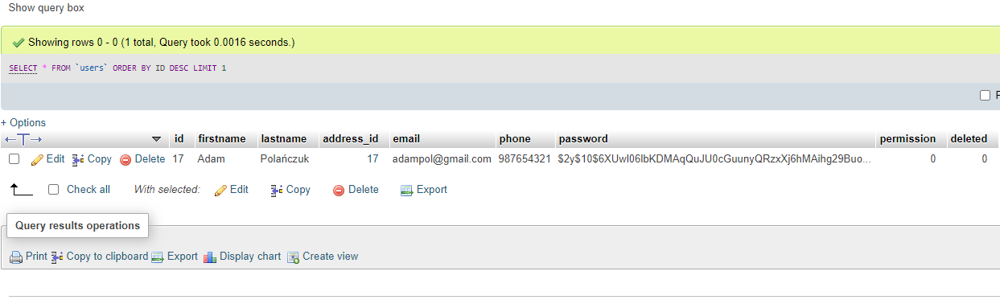 Show query box
Showing rows 0 - 0 (1 total, Query took 0.0016 seconds.)
SELECT * FROM `users` ORDER BY ID DESC LIMIT 1
+ Options
id firstname lastname address_id email phone password permission deleted
Edit Copy Delete 17 Adam Polańczuk 17 adampol@gmail.com 987654321 $2y$10$6XUwI06IbKDMAqQuJU0cGuunyQRzxXj6hMAihg29Buo... 0 0
Check all With selected: Edit Copy Delete Export
Query results operations
Print Copy to clipboard Export Display chart Create view